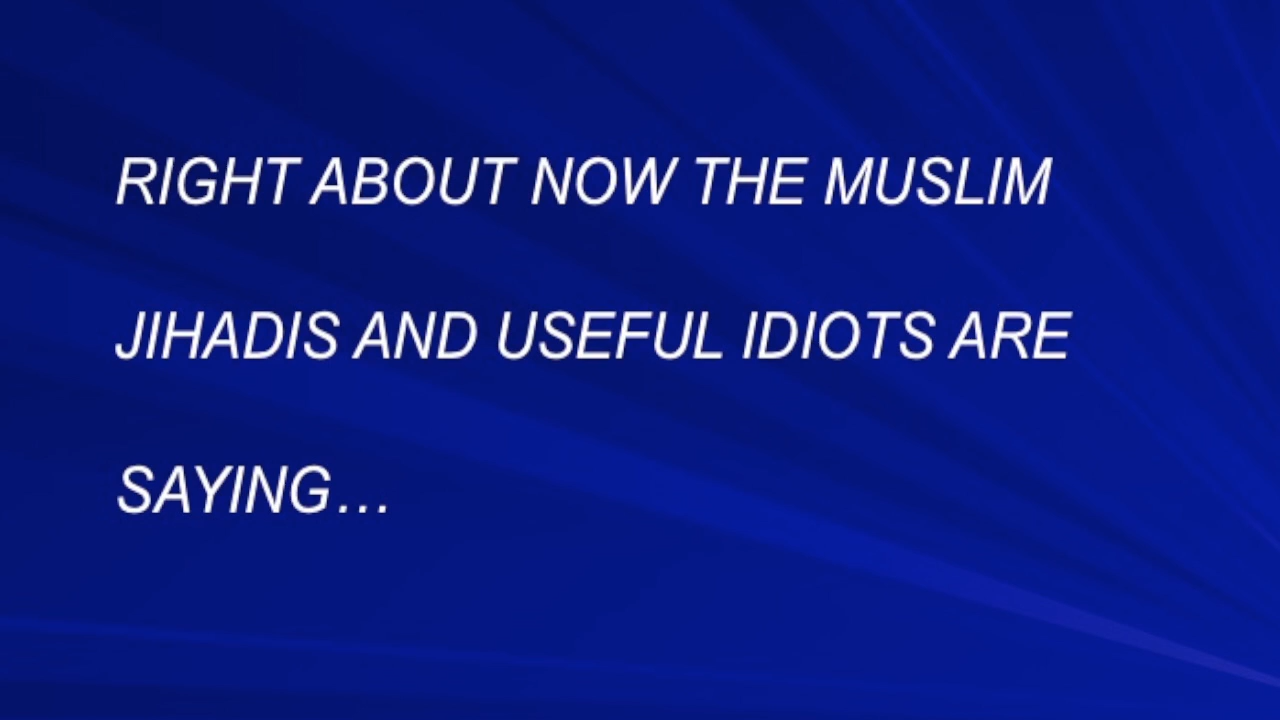 RIGHT ABOUT NOW THE MUSLIM
JIHADIS AND USEFUL IDIOTS ARE
SAYING…